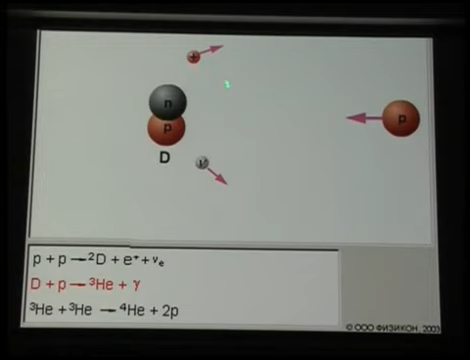 +
n
p
D
ν
p
p + p → ²D + e⁺ + νₑ
D + p → ³He + γ
³He + ³He → ⁴He + 2p
© ООО ФИЗИКОН, 2003